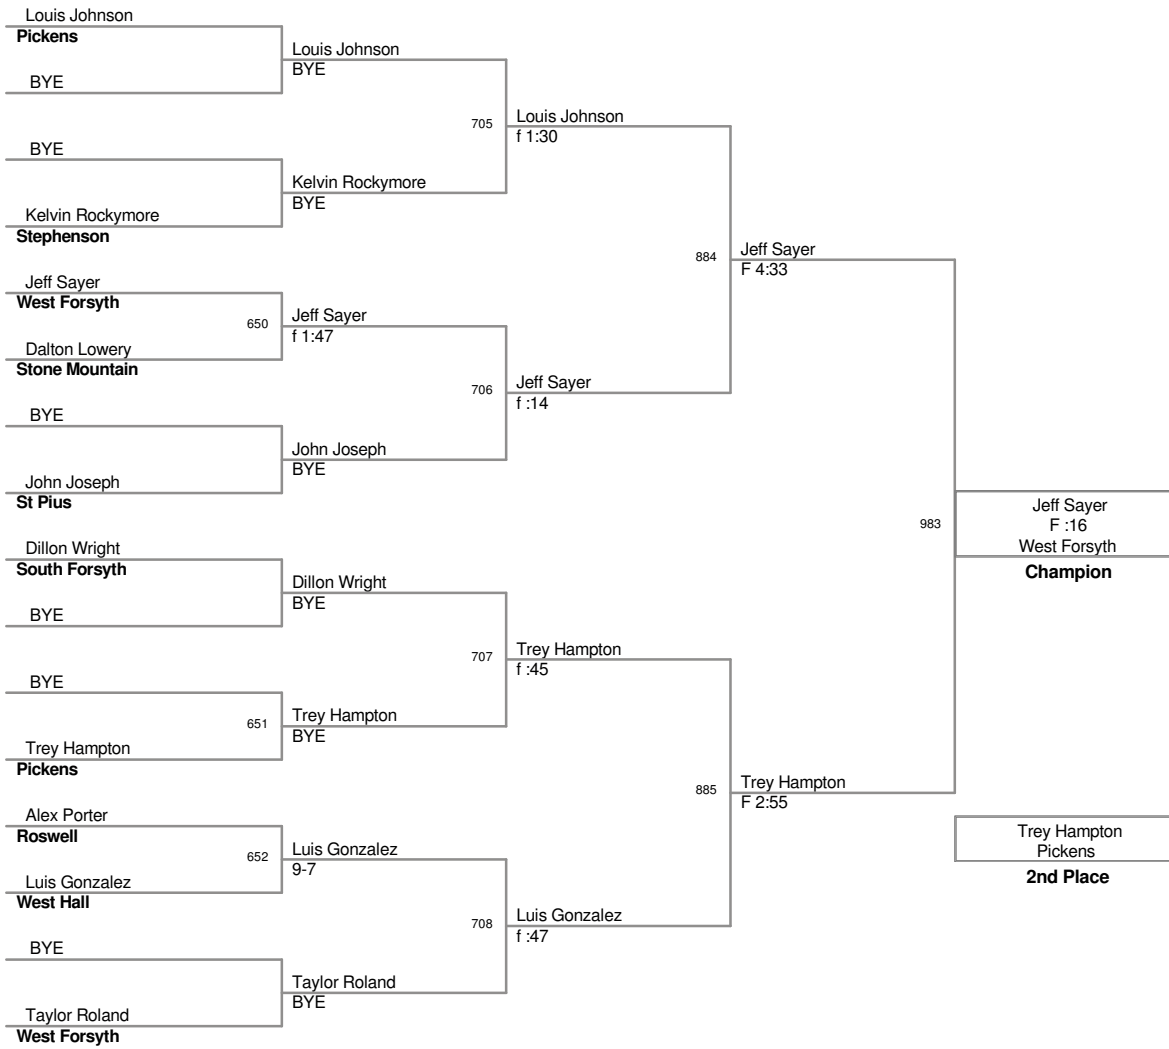 Louis Johnson
Pickens
BYE
BYE
Kelvin Rockymore
Stephenson
Jeff Sayer
West Forsyth
Dalton Lowery
Stone Mountain
BYE
John Joseph
St Pius
Dillon Wright
South Forsyth
BYE
BYE
Trey Hampton
Pickens
Alex Porter
Roswell
Luis Gonzalez
West Hall
BYE
Taylor Roland
West Forsyth
650
651
652
Louis Johnson
BYE
Kelvin Rockymore
BYE
Jeff Sayer
f 1:47
John Joseph
BYE
Dillon Wright
BYE
Trey Hampton
BYE
Luis Gonzalez
9-7
Taylor Roland
BYE
705
706
707
708
Louis Johnson
f 1:30
Jeff Sayer
f :14
Trey Hampton
f :45
Luis Gonzalez
f :47
884
885
Jeff Sayer
F 4:33
Trey Hampton
F 2:55
983
Jeff Sayer
F :16
West Forsyth
Champion
Trey Hampton
Pickens
2nd Place